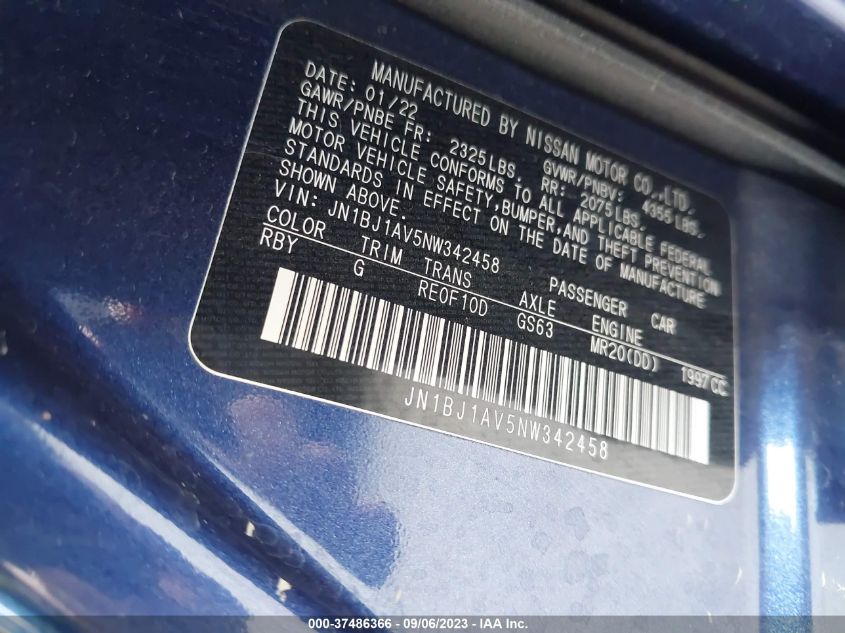 MANUFACTURED BY NISSAN MOTOR CO.,LTD.
DATE: 01/22 GVWR/PNBV: 4355 LBS.
GAWR/PNBE FR: 2325LBS. RR: 2075LBS.
THIS VEHICLE CONFORMS TO ALL APPLICABLE FEDERAL
MOTOR VEHICLE SAFETY,BUMPER,AND THEFT PREVENTION
STANDARDS IN EFFECT ON THE DATE OF MANUFACTURE
SHOWN ABOVE.
VIN: JN1BJ1AV5NW342458 PASSENGER CAR
COLOR TRIM TRANS AXLE ENGINE
RBY G RE0F10D GS63 MR20(DD) 1997CC
JN1BJ1AV5NW342458
000-37486366 - 09/06/2023 - IAA Inc.